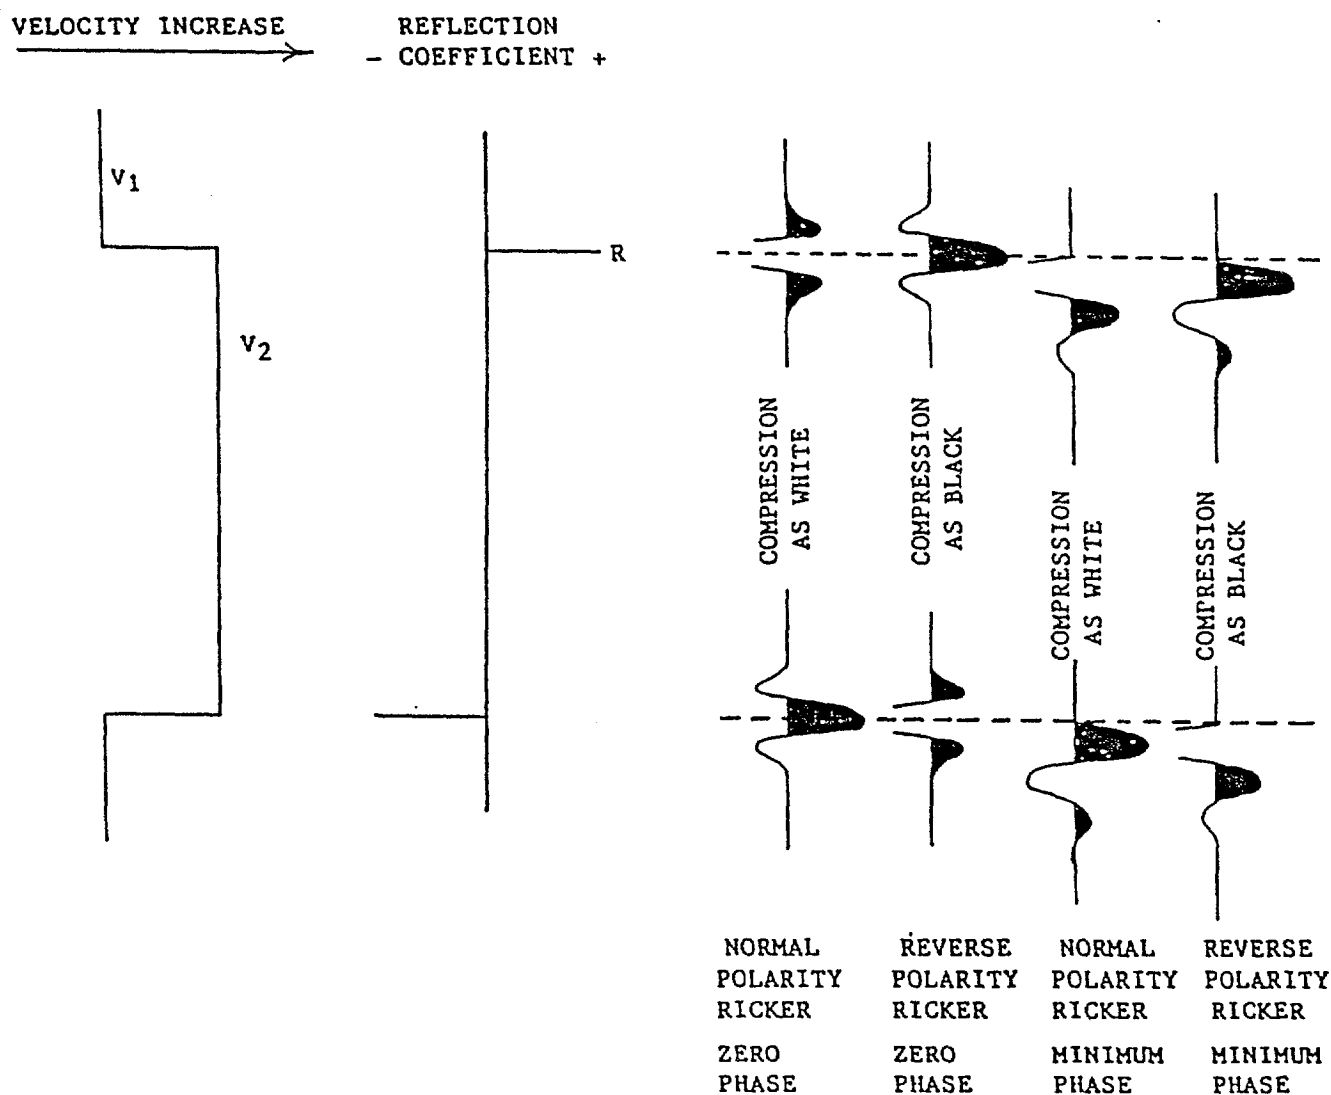 VELOCITY INCREASE
REFLECTION
- COEFFICIENT +
V1
R
V2
COMPRESSION
AS WHITE
COMPRESSION
AS BLACK
COMPRESSION
AS WHITE
COMPRESSION
AS BLACK
NORMAL
POLARITY
RICKER
ZERO
PHASE
REVERSE
POLARITY
RICKER
ZERO
PHASE
NORMAL
POLARITY
RICKER
MINIMUM
PHASE
REVERSE
POLARITY
RICKER
MINIMUM
PHASE